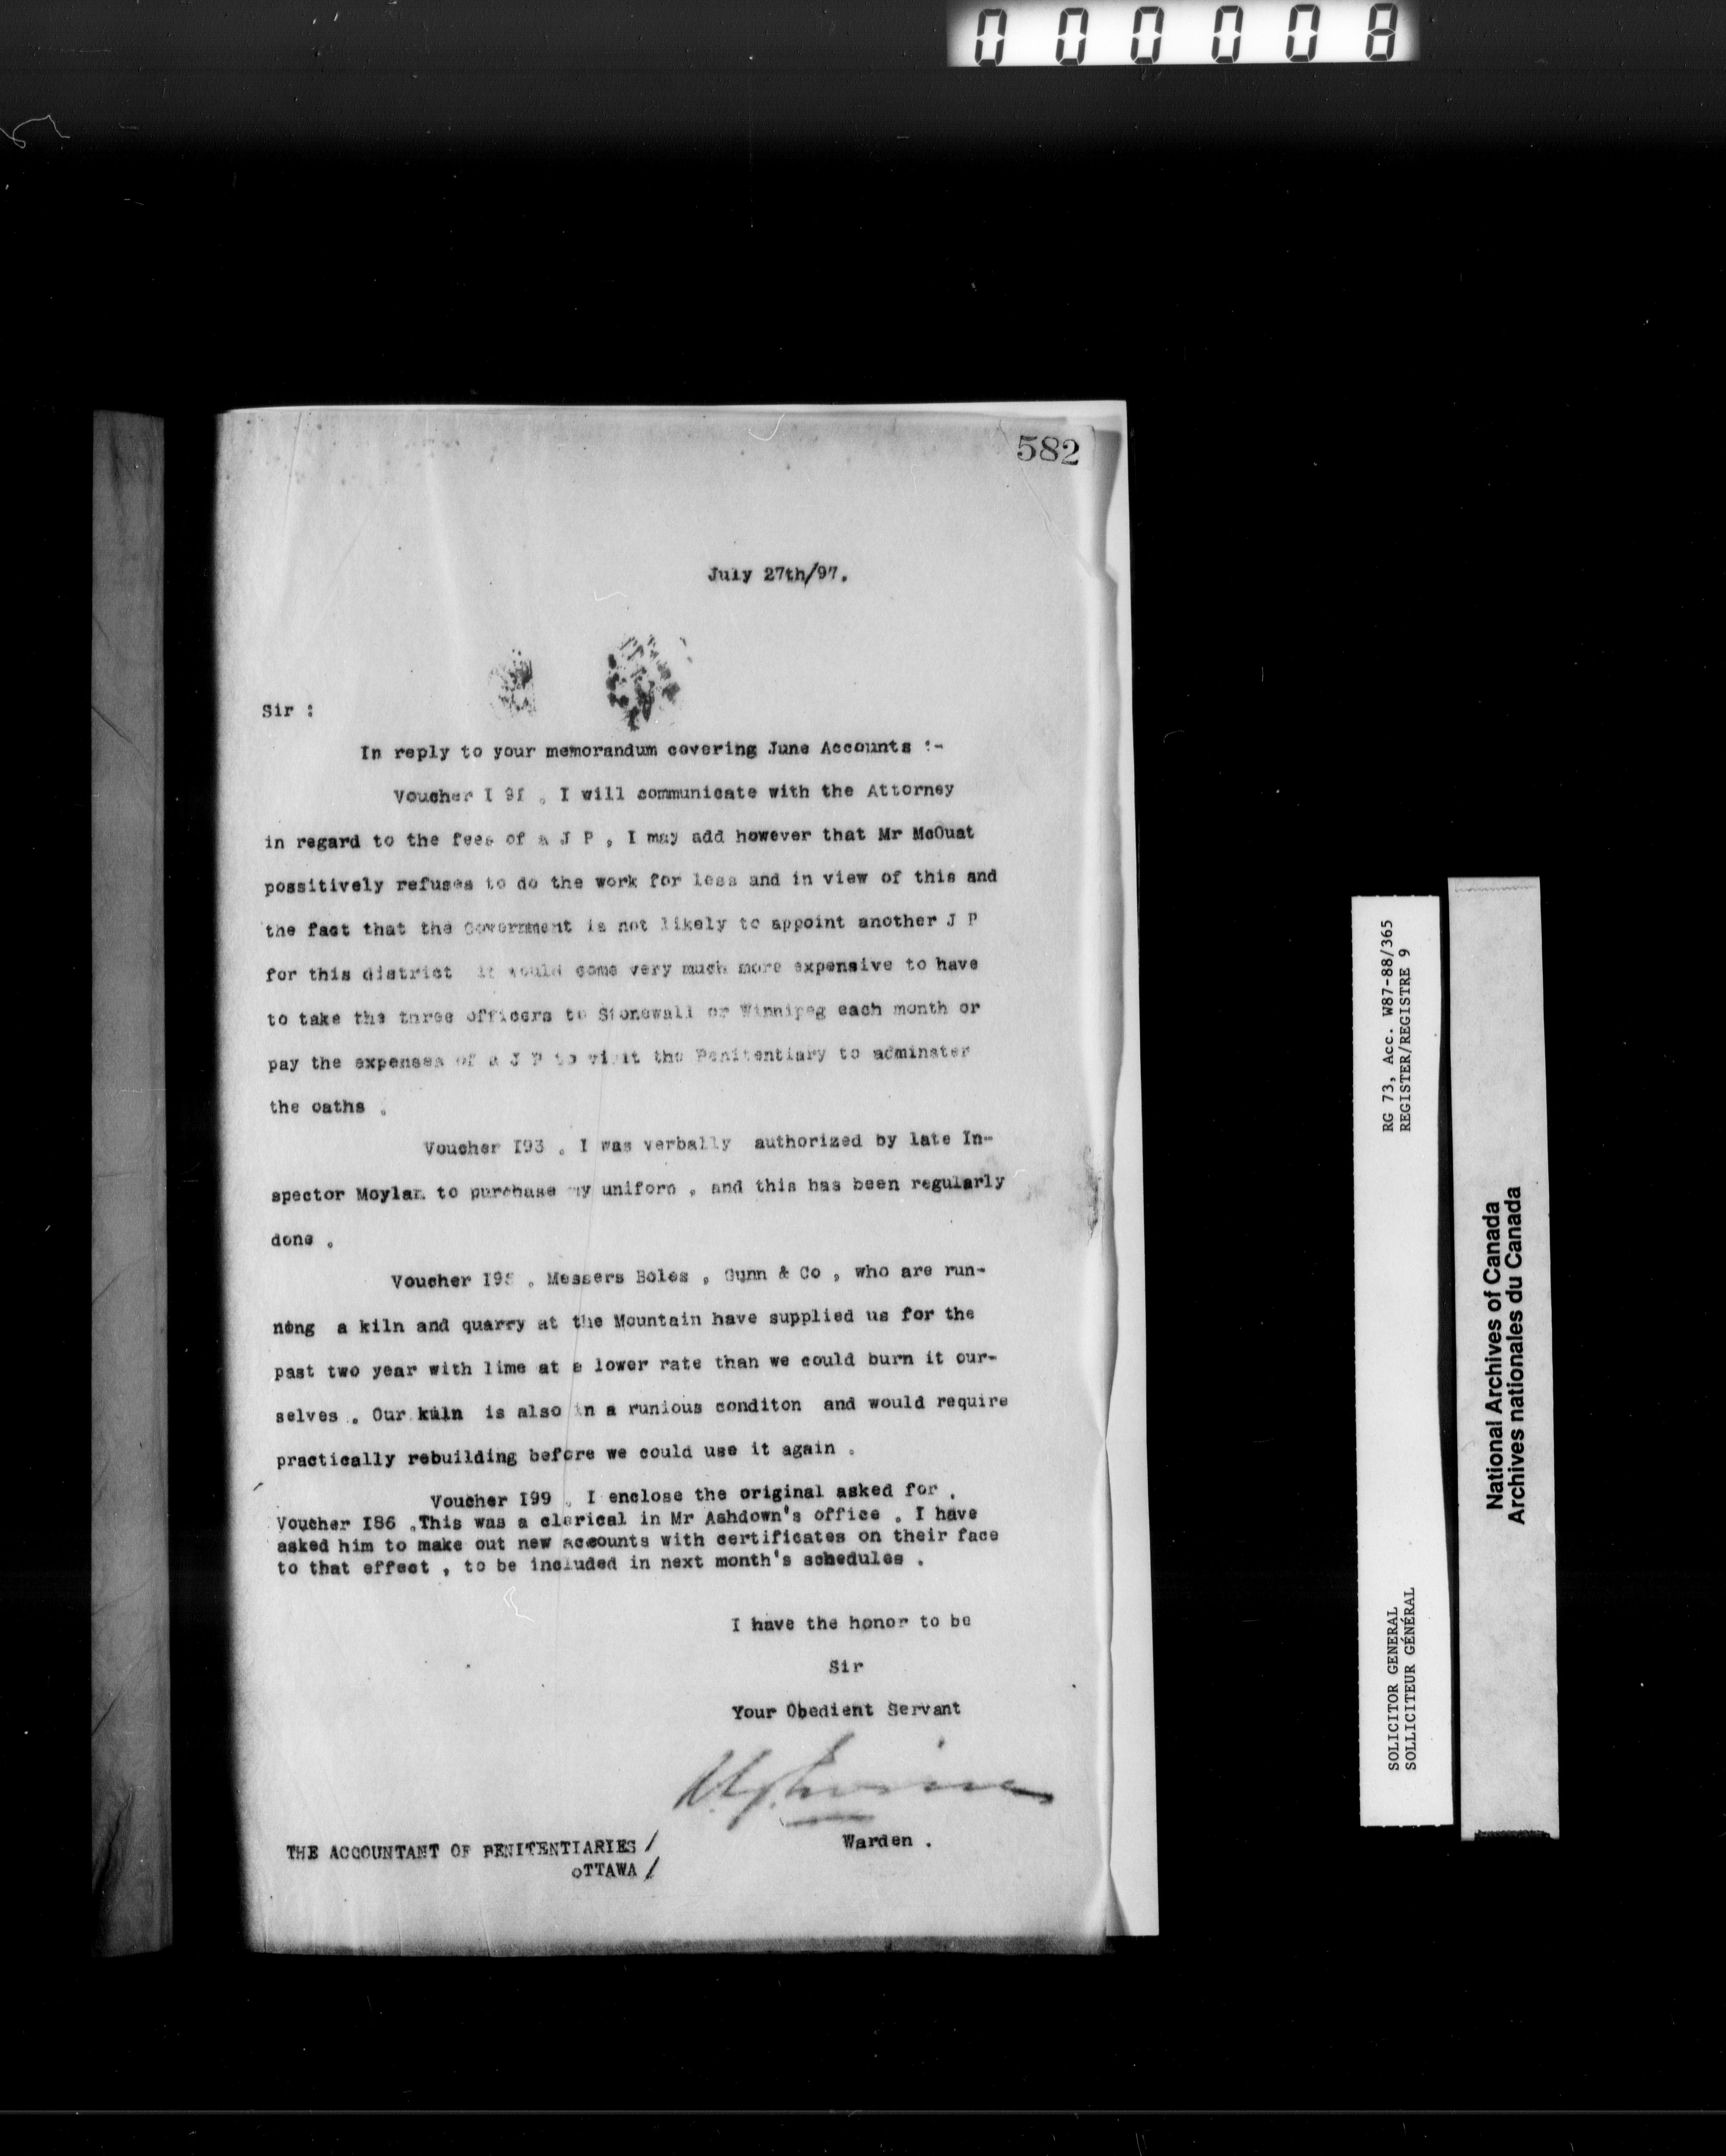 000008
582
July 27th/97.
Sir :
In reply to your memorandum covering June Accounts :-
Voucher I 91 . I will communicate with the Attorney
in regard to the fees of a J P , I may add however that Mr McOuat
possitively refuses to do the work for less and in view of this and
the fact that the Government is not likely to appoint another J P
for this district it would come very much more expensive to have
to take the three officers to Stonewall or Winnipeg each month or
pay the expenses of a J P to visit the Penitentiary to adminster
the oaths .
Voucher I93 . I was verbally authorized by late In-
spector Moylan to purchase my uniform , and this has been regularly
done .
Voucher . Messers Boles , Gunn & Co , who are run-
nong a kiln and quarry at the Mountain have supplied us for the
past two year with lime at a lower rate than we could burn it our-
selves . Our kiln is also in a runious conditon and would require
practically rebuilding before we could use it again .
Voucher I99 . I enclose the original asked for .
Voucher I86 .This was a clerical in Mr Ashdown's office . I have
asked him to make out new accounts with certificates on their face
to that effect , to be included in next month's schedules .
I have the honor to be
Sir
Your Obedient Servant
Warden .
THE ACCOUNTANT OF PENITENTIARIES /
OTTAWA /
RG 73, Acc. W87-88/365
REGISTER/REGISTRE 9
SOLICITOR GENERAL
SOLLICITEUR GÉNÉRAL
National Archives of Canada
Archives nationales du Canada